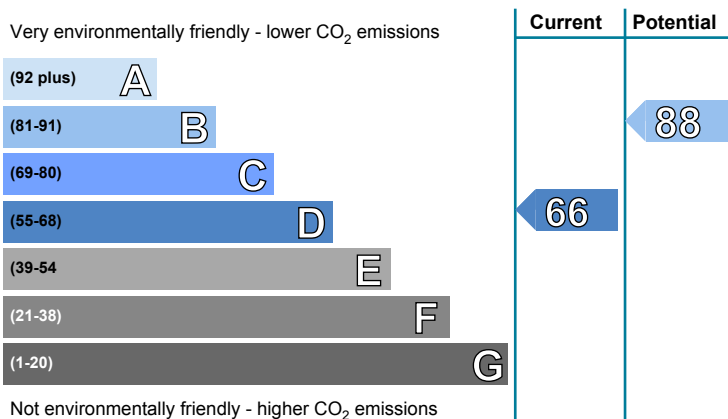 Current Potential
Very environmentally friendly - lower CO2 emissions
(92 plus) A
(81-91) B
88
(69-80) C
(55-68) D
66
(39-54 E
(21-38) F
(1-20) G
Not environmentally friendly - higher CO2 emissions